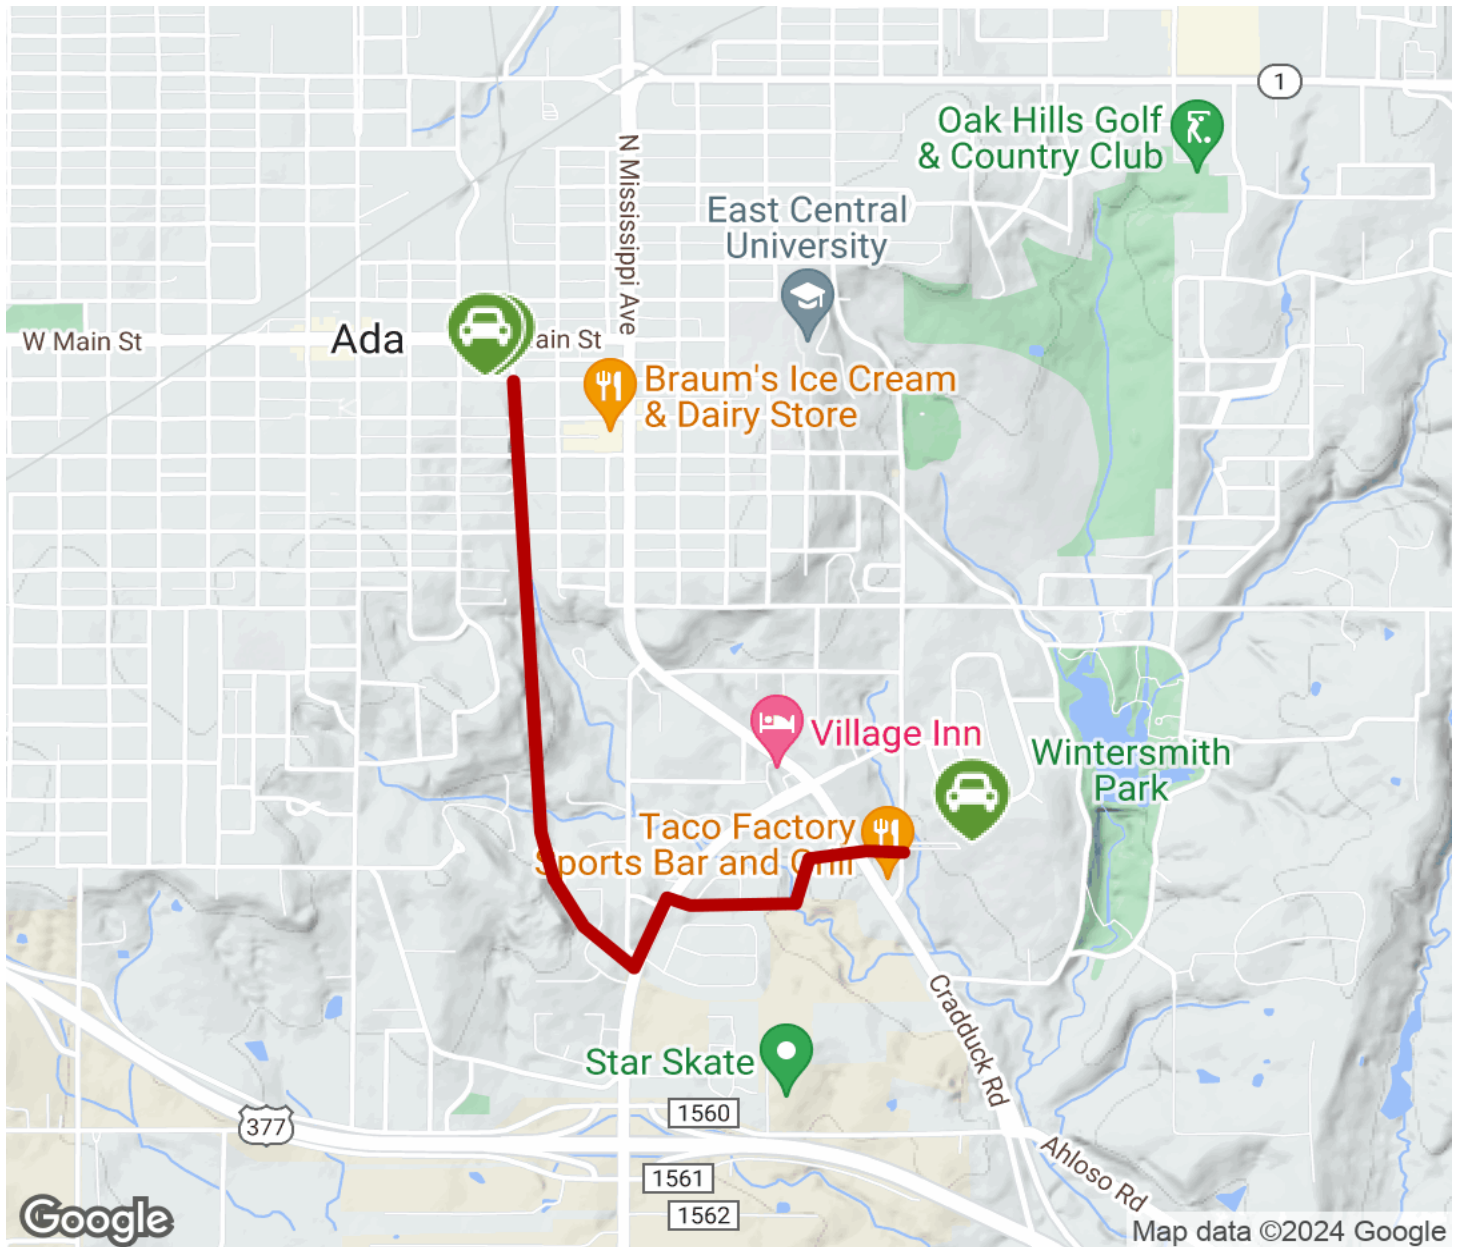 1
Oak Hills Golf
& Country Club
N Mississippi Ave
East Central
University
W Main St
Ada
ain St
Braum's Ice Cream
& Dairy Store
Village Inn
Wintersmith
Park
Taco Factory
Sports Bar and Grill
Cradduck Rd
Star Skate
1560
377
Ahloso Rd
1561
1562
Google
Map data ©2024 Google